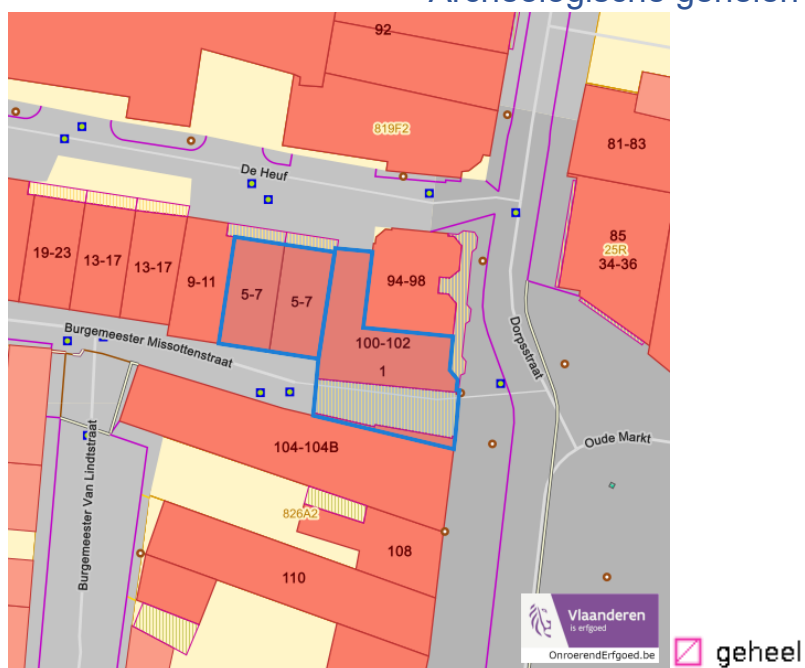 Archeologische gehelen
92
819F2
81-83
De Heuf
85
25R
34-36
19-23
13-17
13-17
9-11
5-7
5-7
94-98
Burgemeester Missottenstraat
100-102
1
Dorpsstraat
Oude Markt
104-104B
Burgemeester Van Lindtstraat
826A2
108
110
Vlaanderen
is erfgoed
OnroerendErfgoed.be
geheel